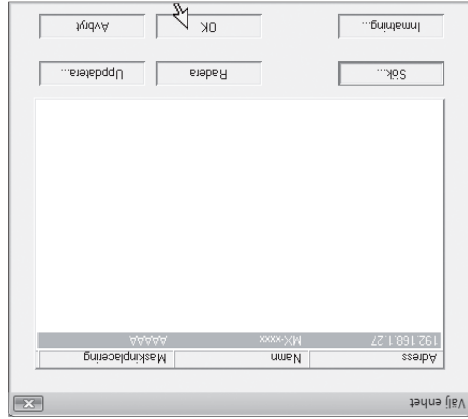 Välj enhet
Adress Namn Maskinplacering
192.168.1.27 MX-xxxx AAAAA
Sök... Radera Uppdatera...
Inmatning... OK Avbryt